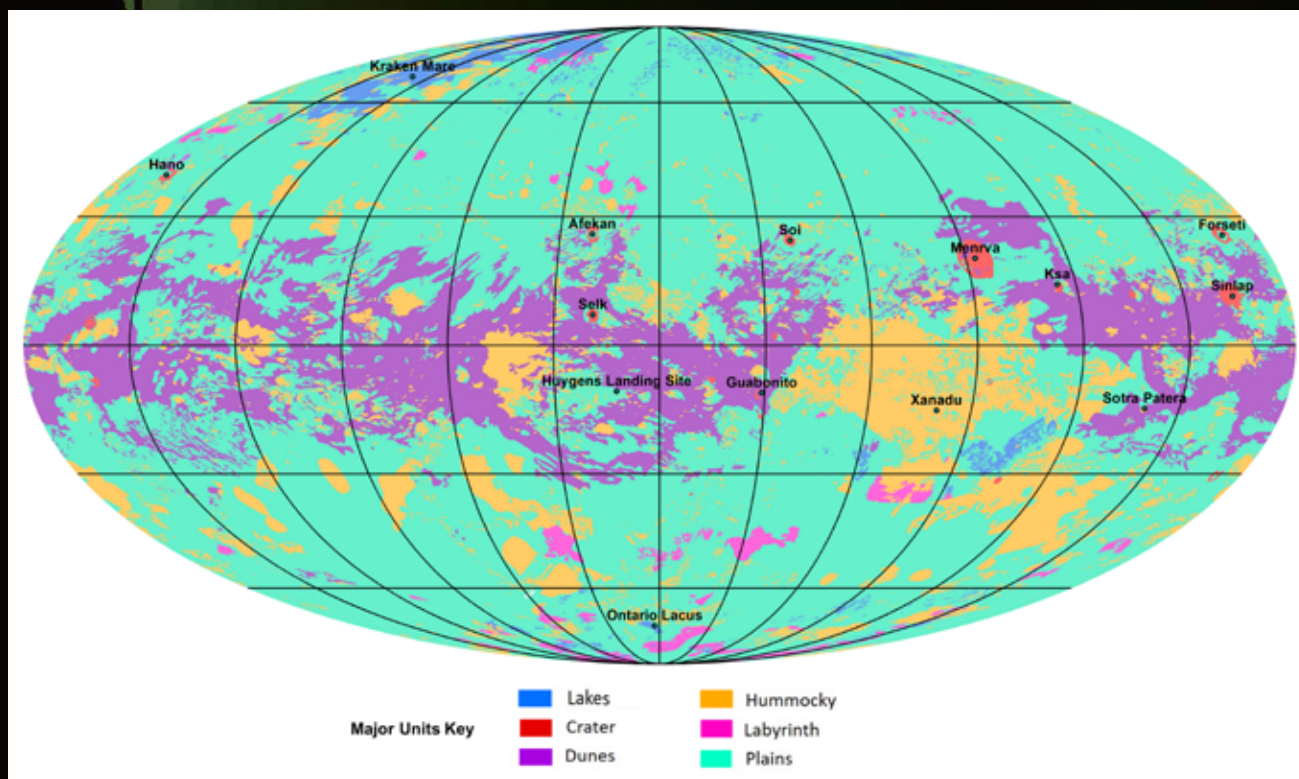 Kraken Mare
Hano
Afekan
Soi
Forseti
Menrva
Ksa
Sinlap
Selk
Huygens Landing Site
Guabonito
Xanadu
Sotra Patera
Ontario Lacus
Major Units Key
Lakes
Crater
Dunes
Hummocky
Labyrinth
Plains